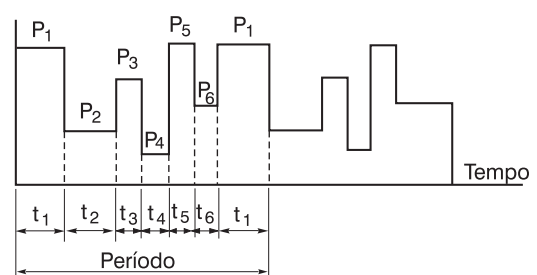 P₁ P₂ P₃ P₄ P₅ P₆ P₁
Tempo
t₁ t₂ t₃ t₄ t₅ t₆ t₁
Período